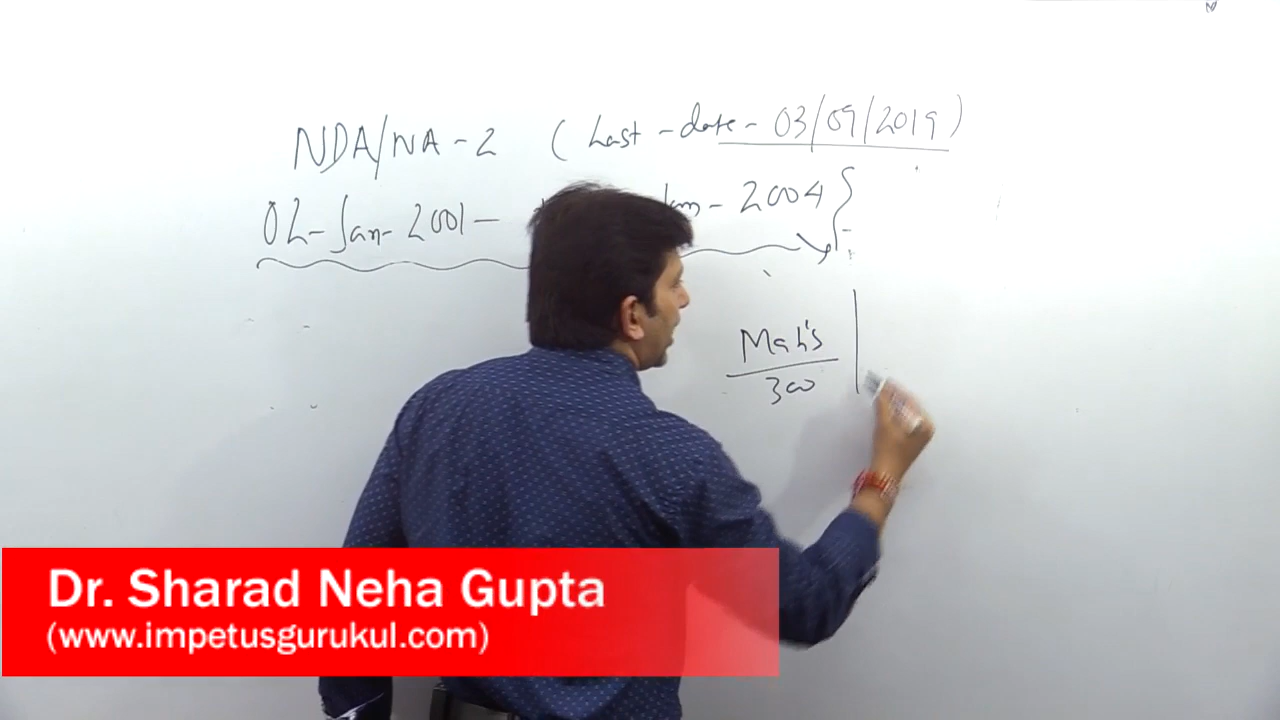 NDA/NA-2 (Last-date-03/09/2019)
02-Jan-2001- Jan-2004
Math's
300
Dr. Sharad Neha Gupta
(www.impetusgurukul.com)